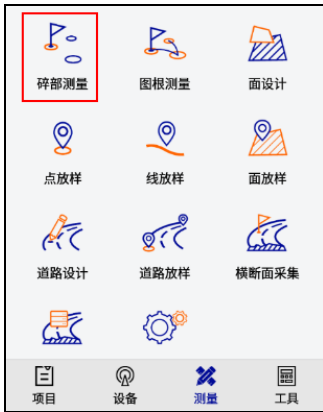 碎部测量 图根测量 面设计
点放样 线放样 面放样
道路设计 道路放样 横断面采集
项目 设备 测量 工具